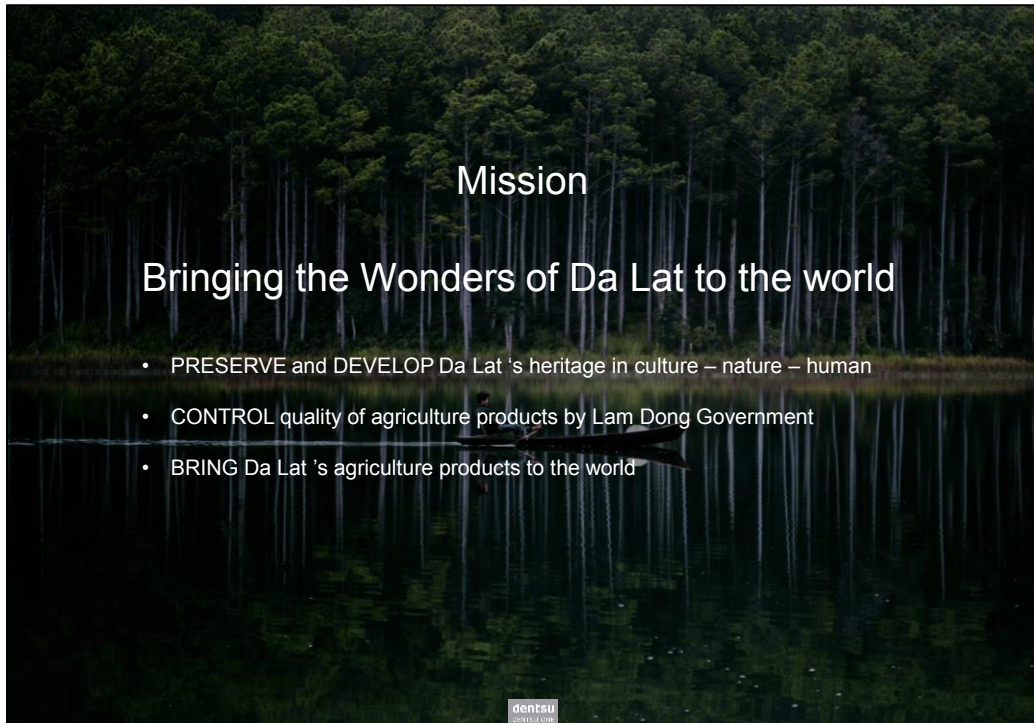 Mission
Bringing the Wonders of Da Lat to the world
• PRESERVE and DEVELOP Da Lat ‘s heritage in culture – nature – human
• CONTROL quality of agriculture products by Lam Dong Government
• BRING Da Lat ’s agriculture products to the world
dentsu
DENTSU ONE